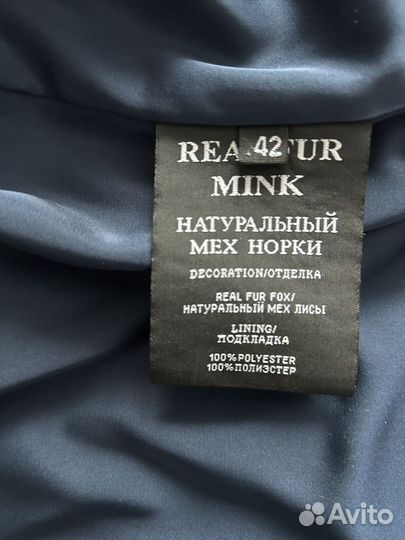 42
REAL FUR
MINK
НАТУРАЛЬНЫЙ
МЕХ НОРКИ
DECORATION/ОТДЕЛКА
REAL FUR FOX/
НАТУРАЛЬНЫЙ МЕХ ЛИСЫ
LINING/
ПОДКЛАДКА
100% POLYESTER
100% ПОЛИЭСТЕР
Avito